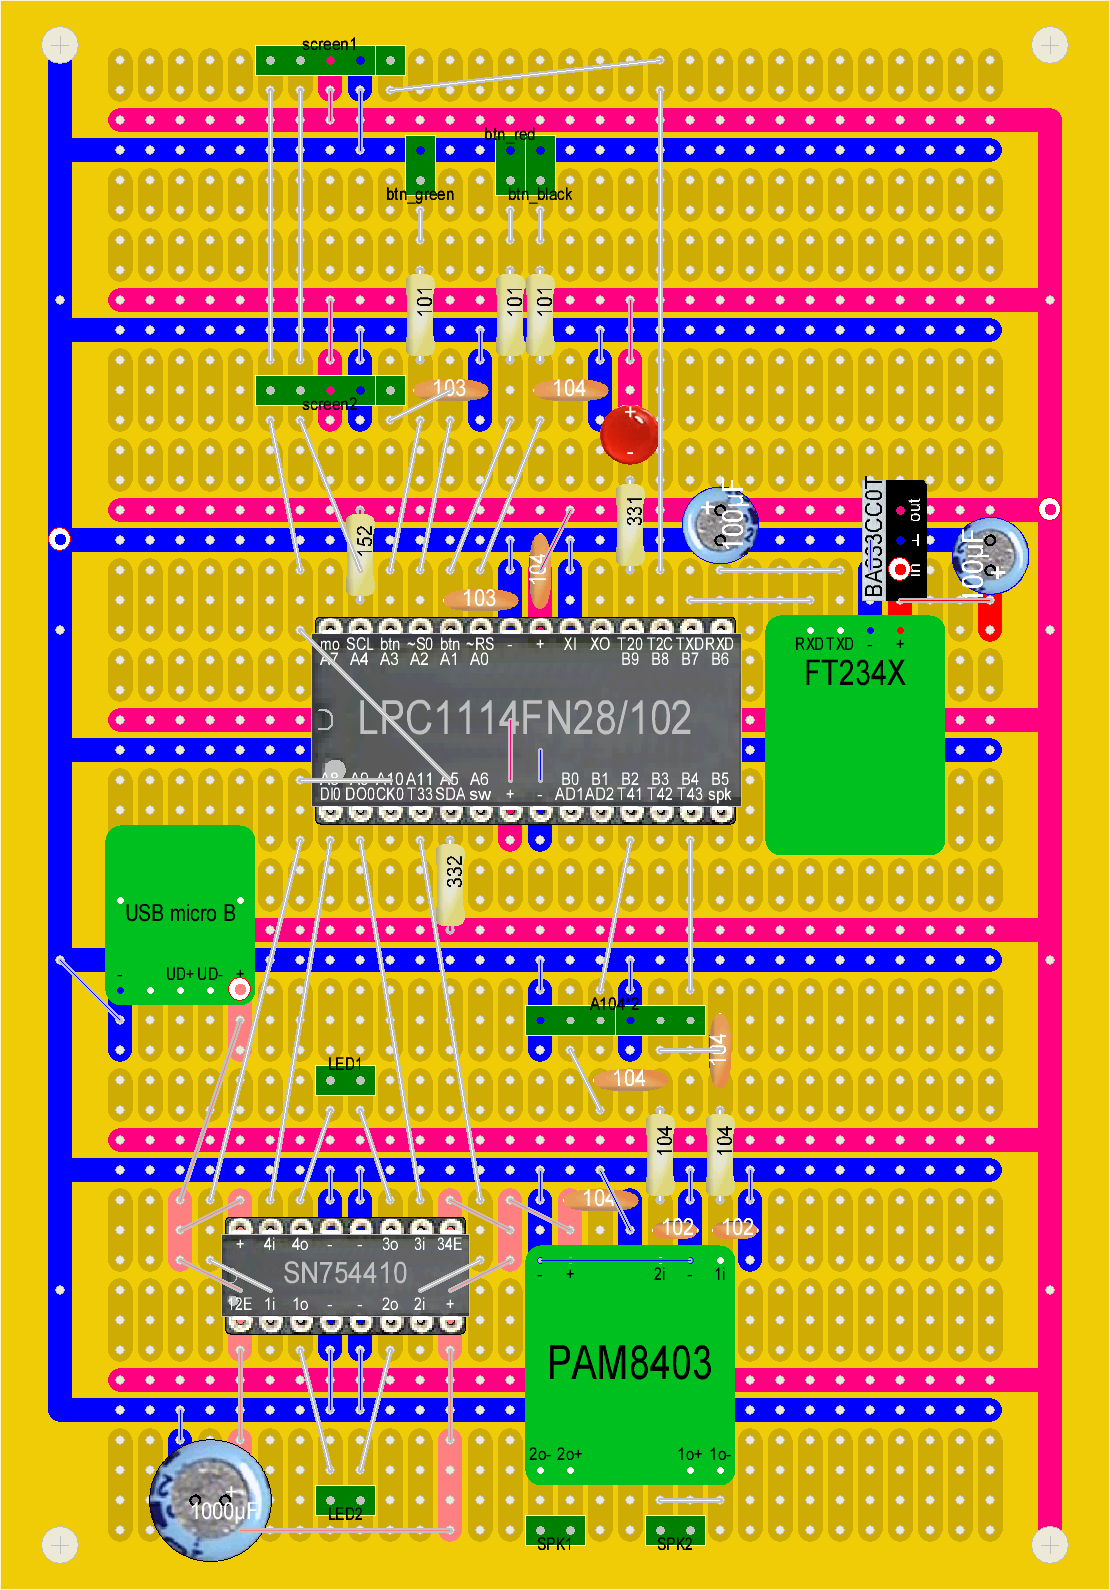 screen1
btn_red
btn_green
btn_black
101
101
101
103
104
screen2
+
-
331
152
104
103
+
100µF
BA033CC0T
out
⊥
in
100µF
+
mo SCL btn ~S0 btn ~RS - + XI XO T20 T2C TXD RXD
A7 A4 A3 A2 A1 A0 B9 B8 B7 B6
LPC1114FN28/102
A8 A9 A10 A11 A5 A6 B0 B1 B2 B3 B4 B5
DI0 DO0 CK0 T33 SDA sw + - AD1 AD2 T41 T42 T43 spk
RXD TXD - +
FT234X
332
USB micro B
- UD+ UD- +
A104*2
104
104
LED1
104
104
104
102
102
+ 4i 4o - - 3o 3i 34E
SN754410
12E 1i 1o - - 2o 2i +
- + 2i - 1i
PAM8403
2o- 2o+ 1o+ 1o-
+
1000µF
LED2
SPK1
SPK2